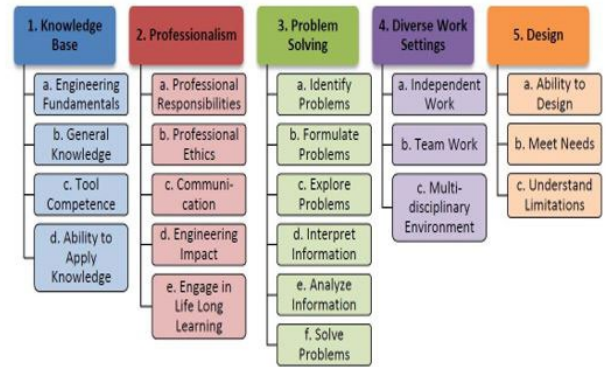 1. Knowledge
Base
a. Engineering
Fundamentals
b. General
Knowledge
c. Tool
Competence
d. Ability to
Apply
Knowledge
2. Professionalism
a. Professional
Responsibilities
b. Professional
Ethics
c. Communi-
cation
d. Engineering
Impact
e. Engage in
Life Long
Learning
3. Problem
Solving
a. Identify
Problems
b. Formulate
Problems
c. Explore
Problems
d. Interpret
Information
e. Analyze
Information
f. Solve
Problems
4. Diverse Work
Settings
a. Independent
Work
b. Team Work
c. Multi-
disciplinary
Environment
5. Design
a. Ability to
Design
b. Meet Needs
c. Understand
Limitations